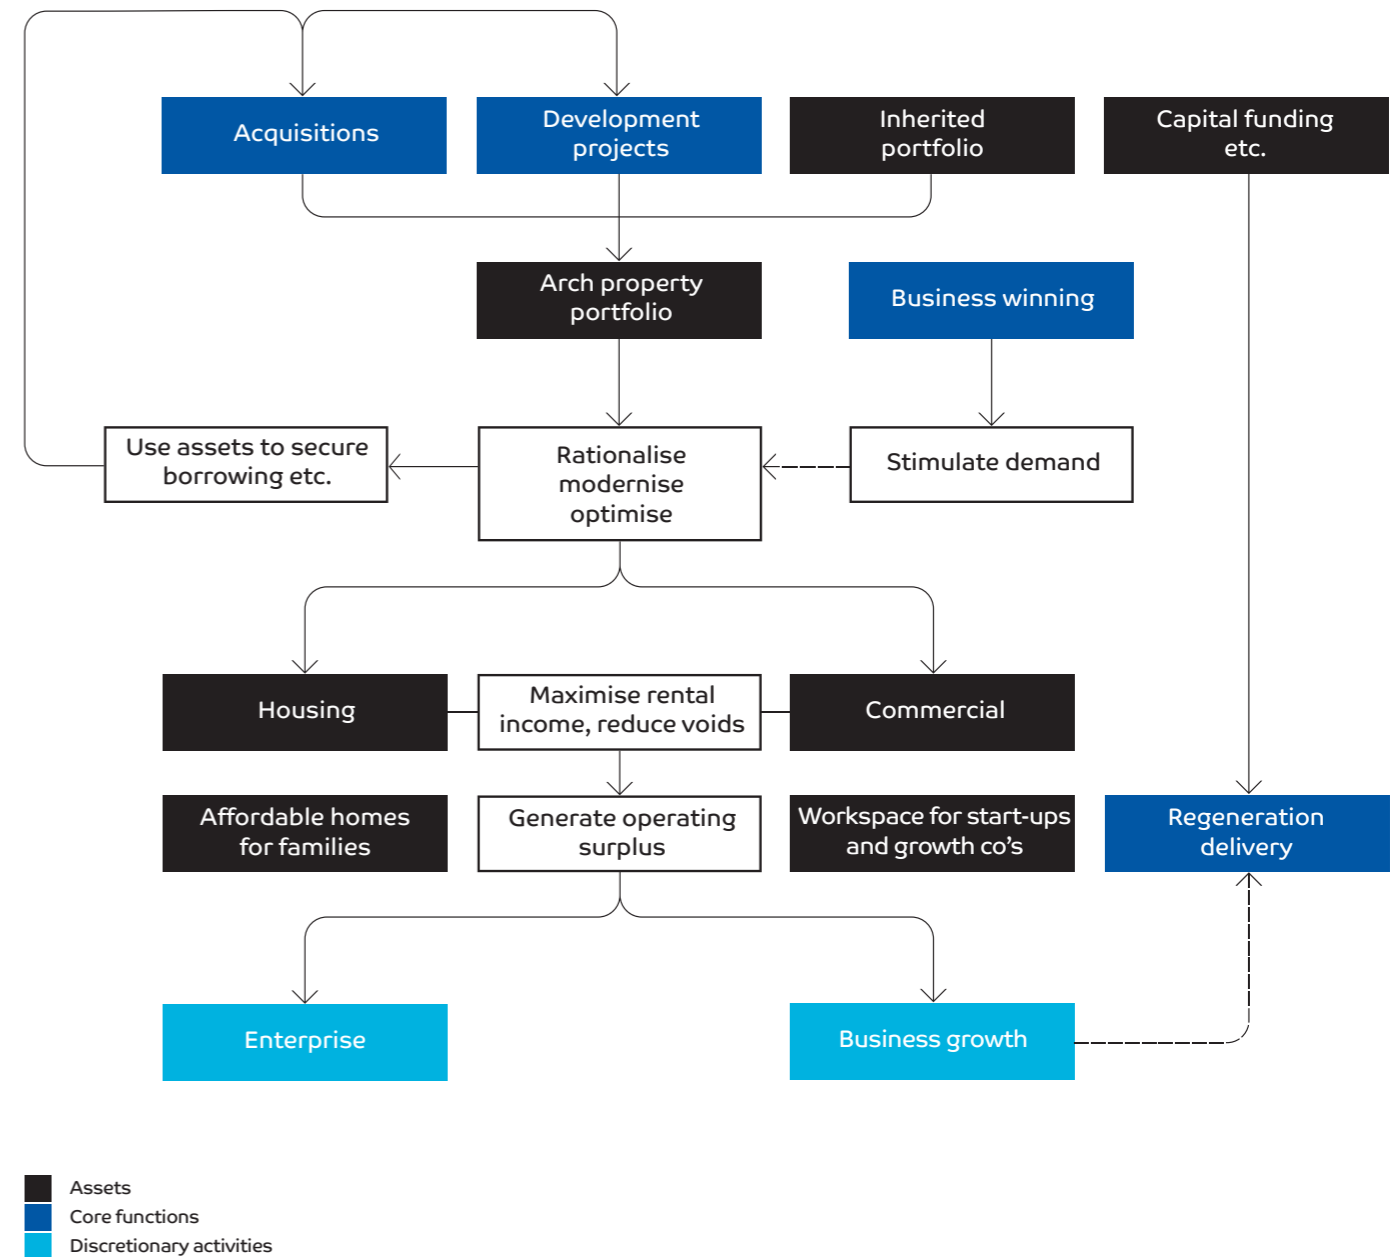 Acquisitions
Development
projects
Inherited
portfolio
Capital funding
etc.
Arch property
portfolio
Business winning
Use assets to secure
borrowing etc.
Rationalise
modernise
optimise
Stimulate demand
Housing
Maximise rental
income, reduce voids
Commercial
Affordable homes
for families
Generate operating
surplus
Workspace for start-ups
and growth co’s
Regeneration
delivery
Enterprise
Business growth
Assets
Core functions
Discretionary activities